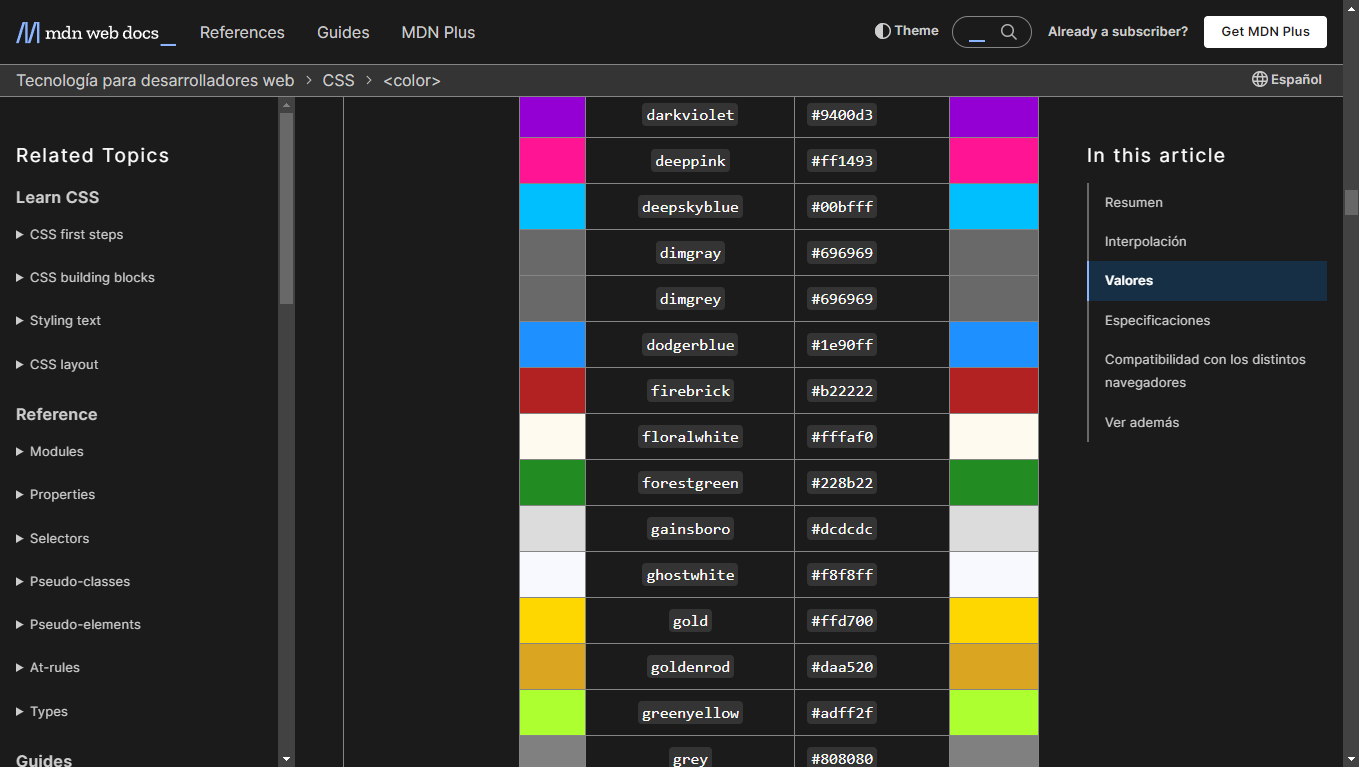 mdn web docs_
References
Guides
MDN Plus
Theme
Already a subscriber?
Get MDN Plus
Tecnología para desarrolladores web > CSS > <color>
Español
Related Topics
Learn CSS
CSS first steps
CSS building blocks
Styling text
CSS layout
Reference
Modules
Properties
Selectors
Pseudo-classes
Pseudo-elements
At-rules
Types
Guides
darkviolet #9400d3
deeppink #ff1493
deepskyblue #00bfff
dimgray #696969
dimgrey #696969
dodgerblue #1e90ff
firebrick #b22222
floralwhite #fffaf0
forestgreen #228b22
gainsboro #dcdcdc
ghostwhite #f8f8ff
gold #ffd700
goldenrod #daa520
greenyellow #adff2f
grey #808080
In this article
Resumen
Interpolación
Valores
Especificaciones
Compatibilidad con los distintos
navegadores
Ver además